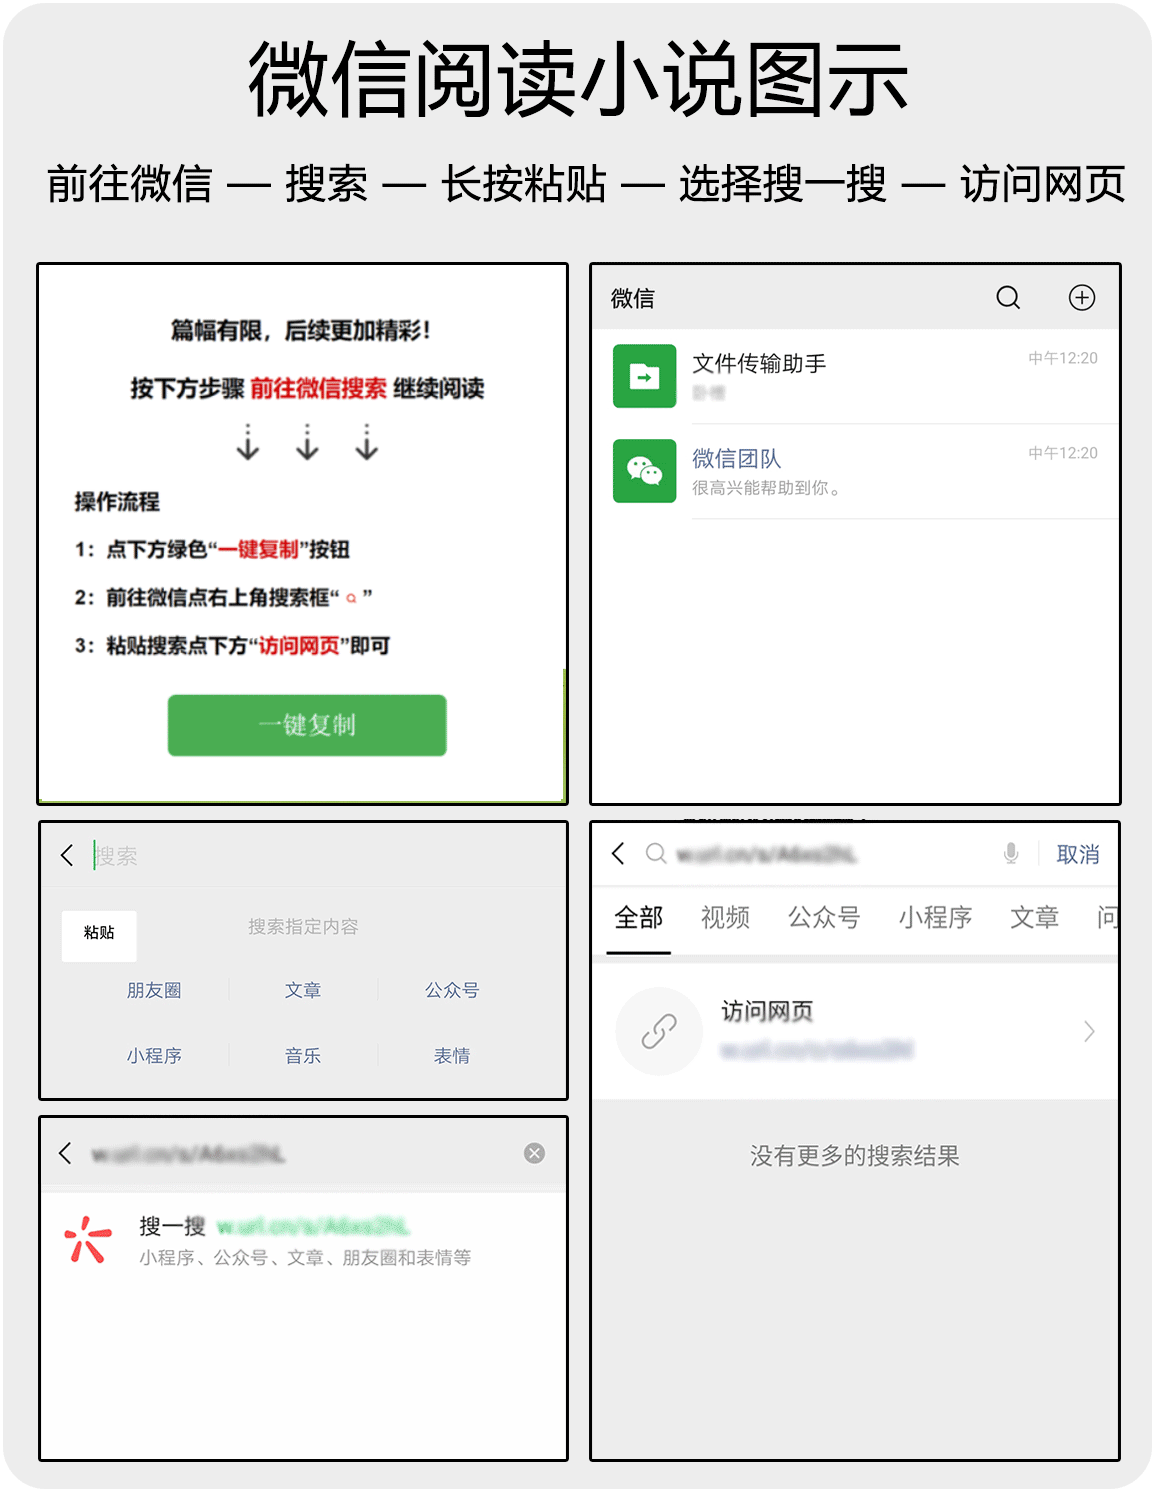 微信阅读小说图示
前往微信 — 搜索 — 长按粘贴 — 选择搜一搜 — 访问网页
篇幅有限，后续更加精彩！
按下方步骤 前往微信搜索 继续阅读
操作流程
1：点下方绿色“一键复制”按钮
2：前往微信点右上角搜索框“ ”
3：粘贴搜索点下方“访问网页”即可
一键复制
微信
文件传输助手
中午12:20
微信团队
中午12:20
很高兴能帮助到你。
搜索
粘贴
搜索指定内容
朋友圈 文章 公众号
小程序 音乐 表情
搜一搜
小程序、公众号、文章、朋友圈和表情等
取消
全部 视频 公众号 小程序 文章
访问网页
没有更多的搜索结果